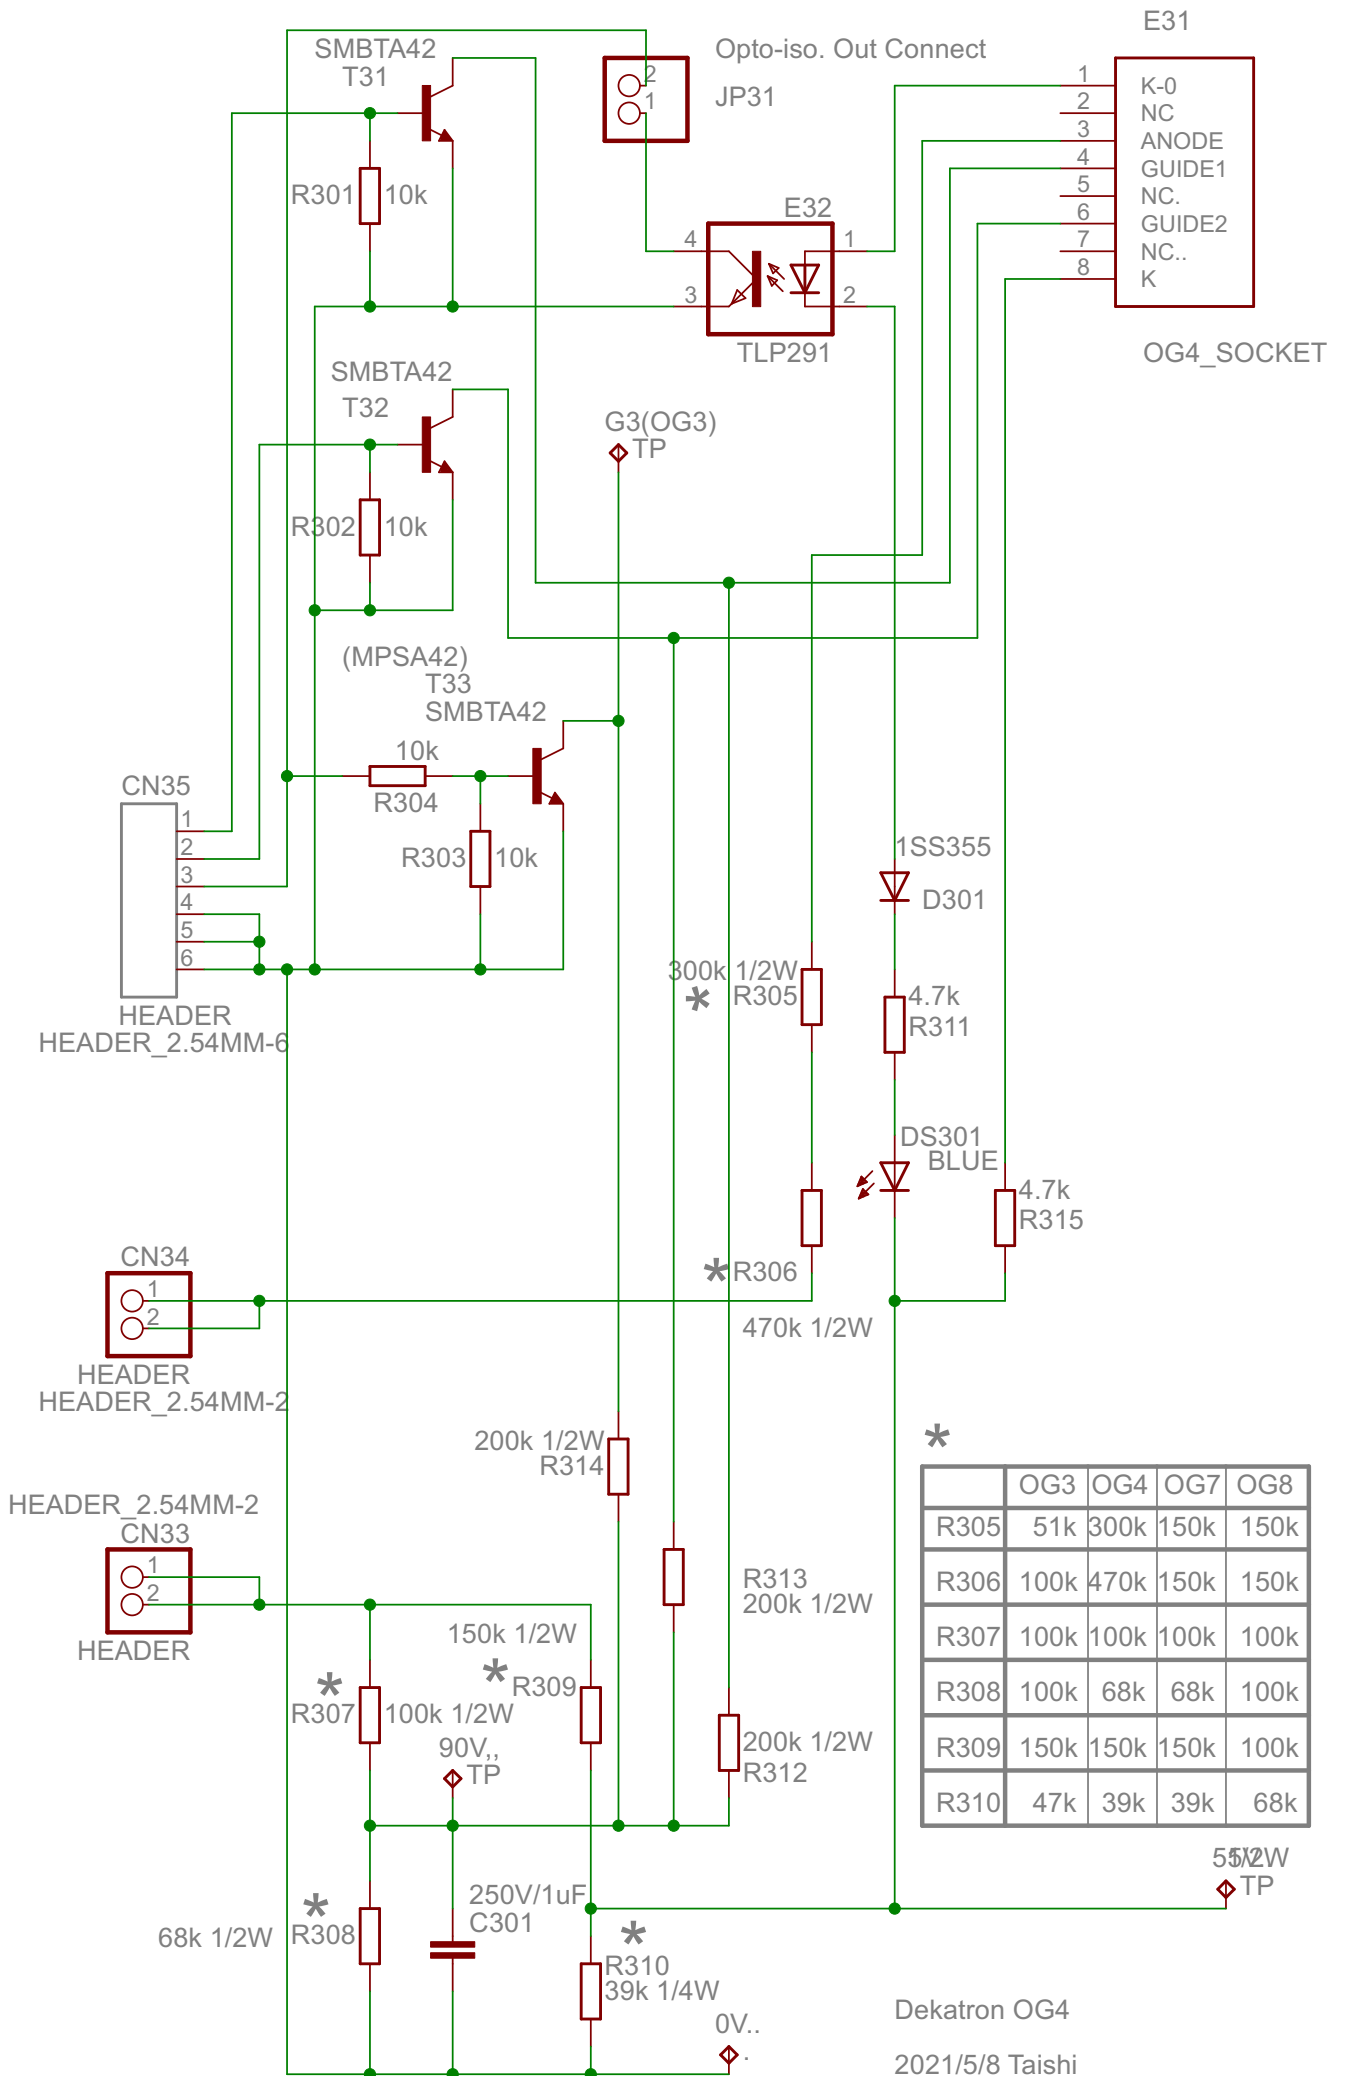 E31
SMBTA42
T31
Opto-iso. Out Connect
JP31
2
1
1
2
3
4
5
6
7
8
K-0
NC
ANODE
GUIDE1
NC.
GUIDE2
NC..
K
OG4_SOCKET
R301
10k
E32
4
3
1
2
TLP291
SMBTA42
T32
R302
10k
G3(OG3)
TP
(MPSA42)
T33
SMBTA42
10k
R304
R303
10k
CN35
1
2
3
4
5
6
HEADER
HEADER_2.54MM-6
1SS355
D301
300k 1/2W
* R305
4.7k
R311
DS301
BLUE
4.7k
R315
* R306
470k 1/2W
CN34
1
2
HEADER
HEADER_2.54MM-2
200k 1/2W
R314
HEADER_2.54MM-2
CN33
1
2
HEADER
R313
200k 1/2W
150k 1/2W
* R309
*
R307
100k 1/2W
90V,,
TP
200k 1/2W
R312
*
OG3 OG4 OG7 OG8
R305 51k 300k 150k 150k
R306 100k 470k 150k 150k
R307 100k 100k 100k 100k
R308 100k 68k 68k 100k
R309 150k 150k 150k 100k
R310 47k 39k 39k 68k
TP
*
68k 1/2W
R308
250V/1uF
C301
*
R310
39k 1/4W
0V..
.
Dekatron OG4
2021/5/8 Taishi